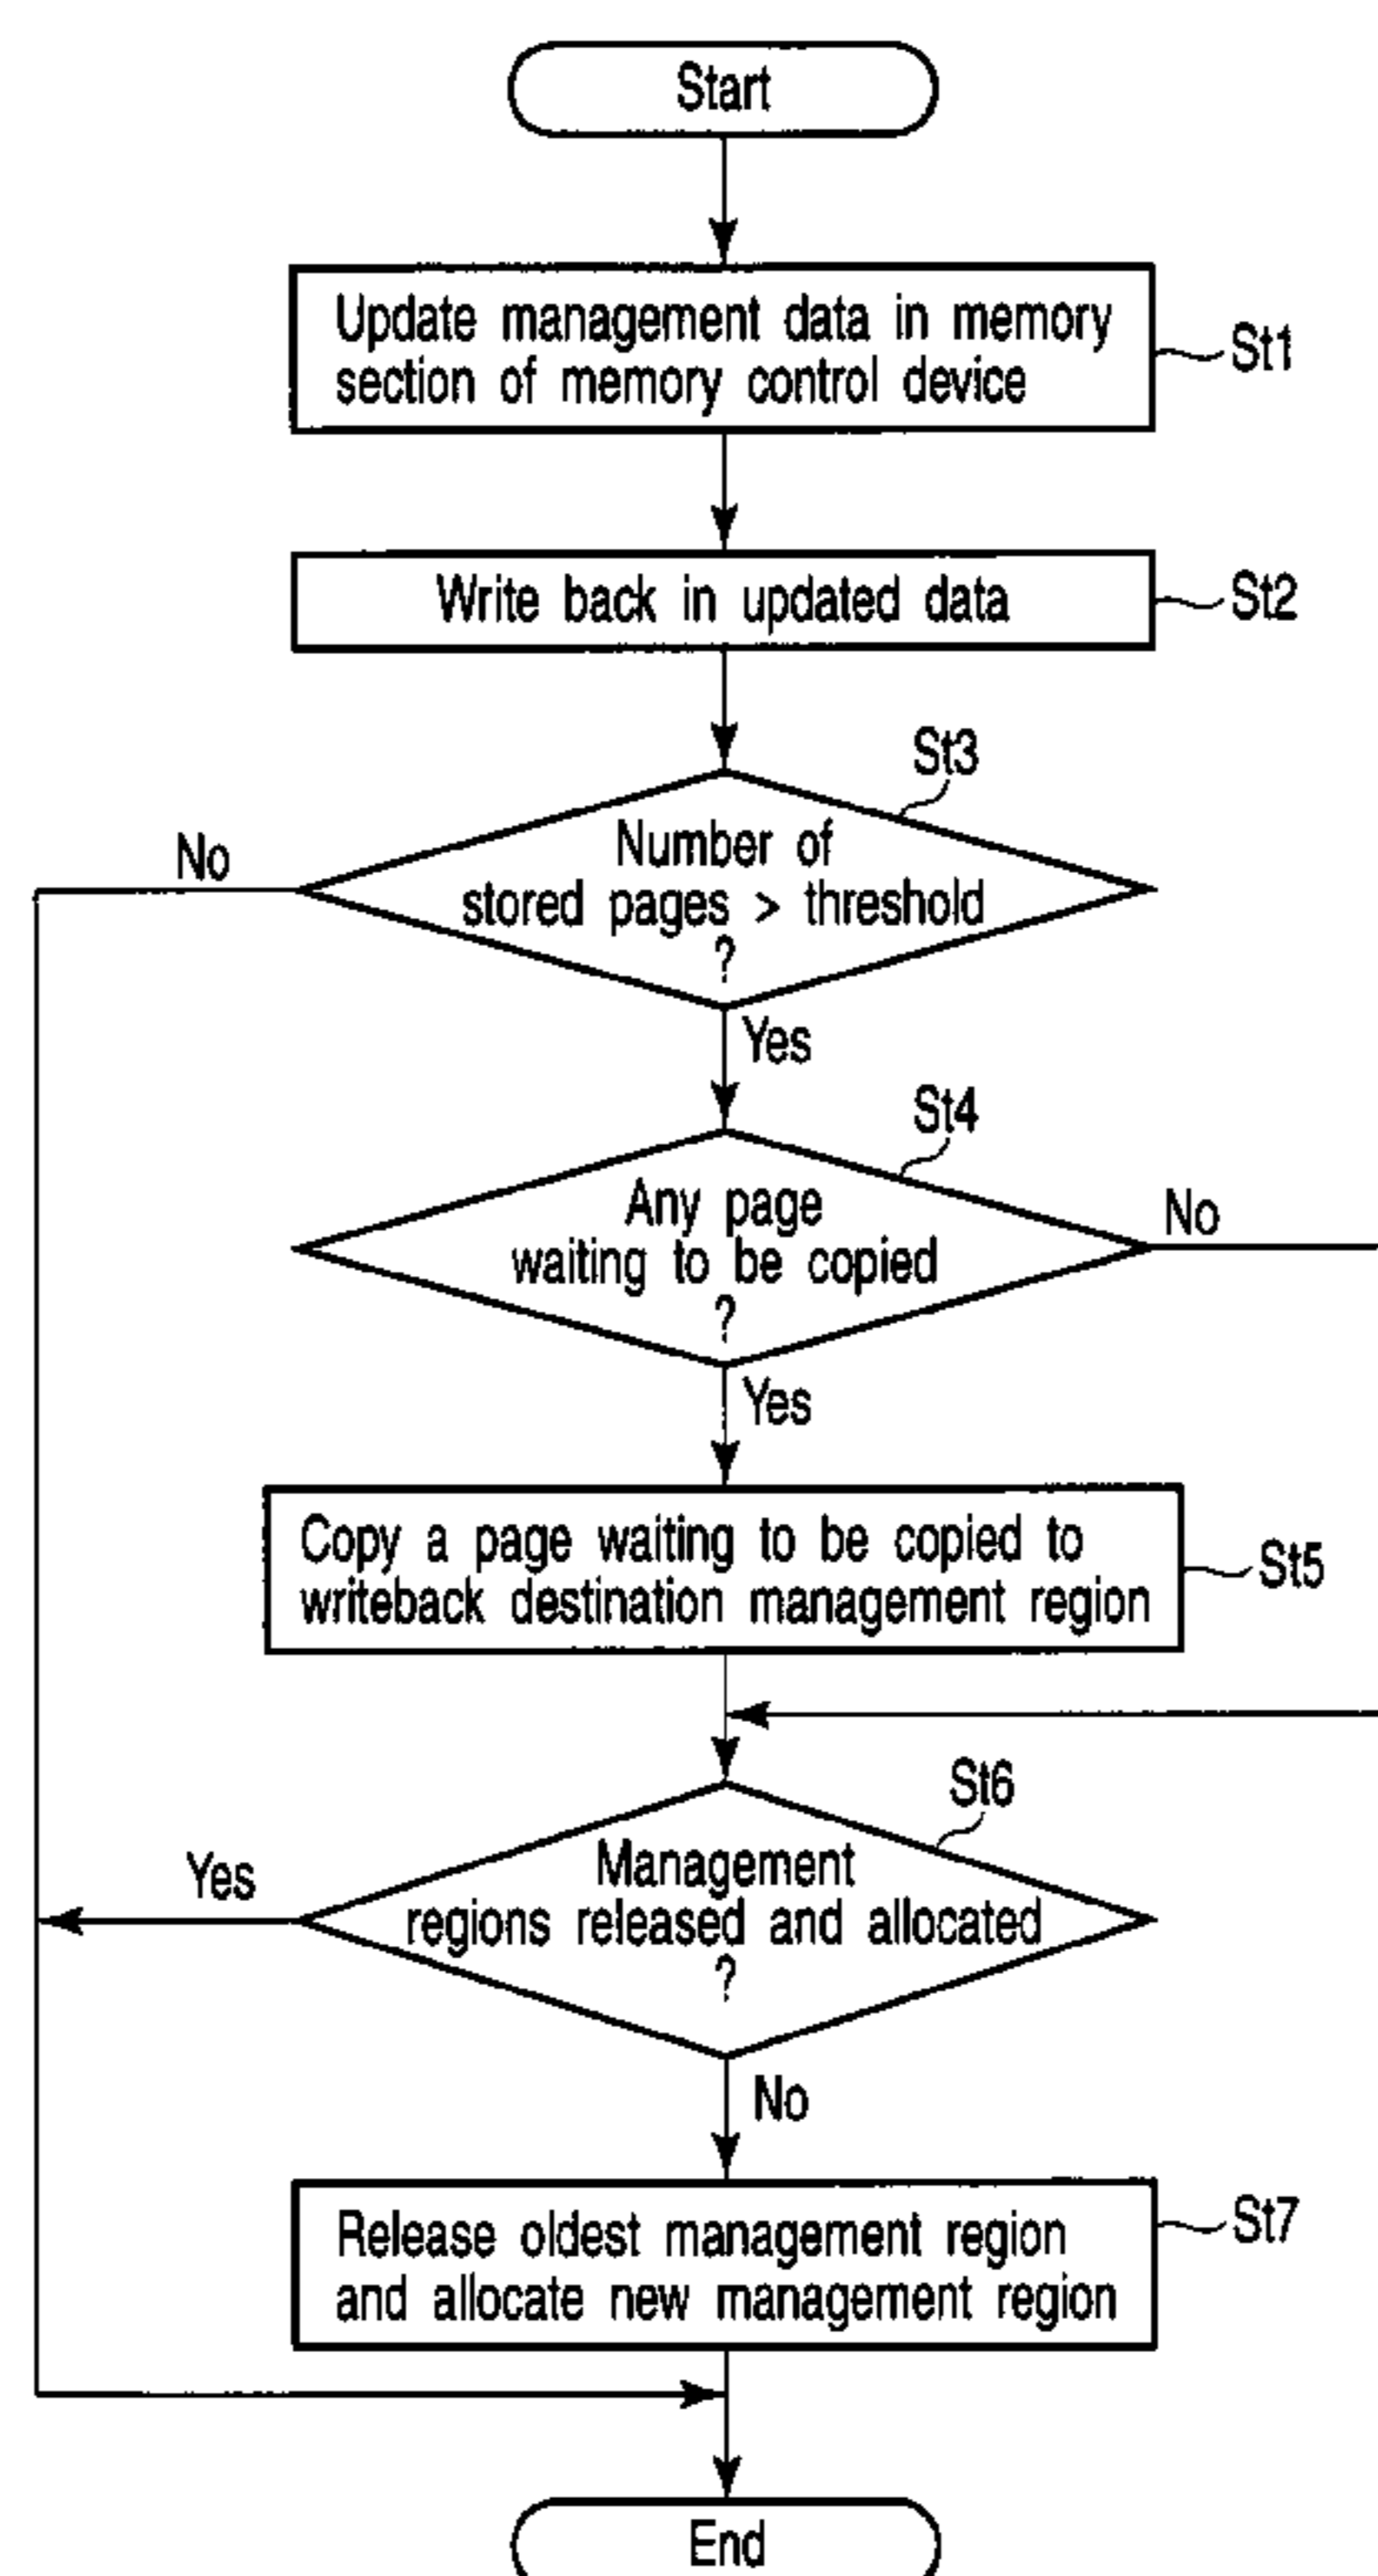 Start
Update management data in memory
section of memory control device
St1
Write back in updated data
St2
St3
Number of
stored pages > threshold
?
No
Yes
St4
Any page
waiting to be copied
?
No
Yes
Copy a page waiting to be copied to
writeback destination management region
St5
St6
Management
regions released and allocated
?
Yes
No
Release oldest management region
and allocate new management region
St7
End